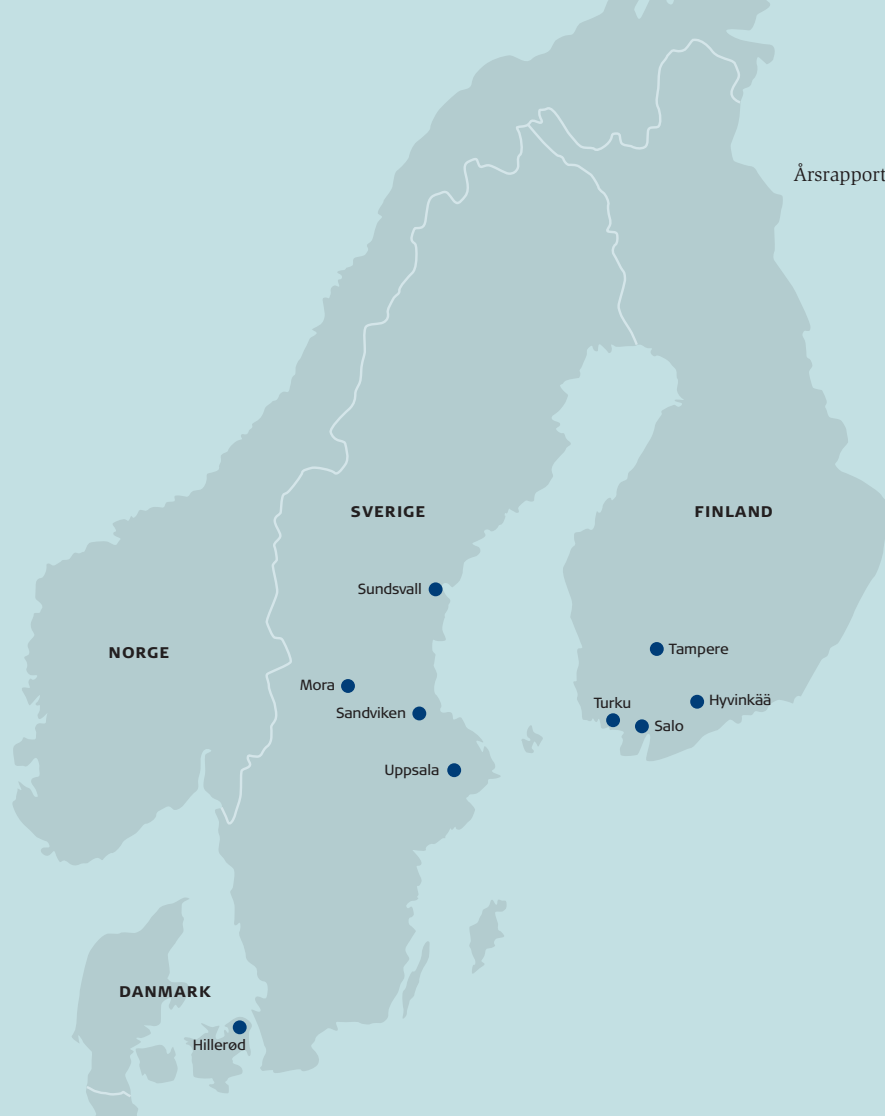 Årsrapport
SVERIGE
FINLAND
Sundsvall
NORGE
Tampere
Mora
Sandviken
Turku
Hyvinkää
Salo
Uppsala
DANMARK
Hillerød